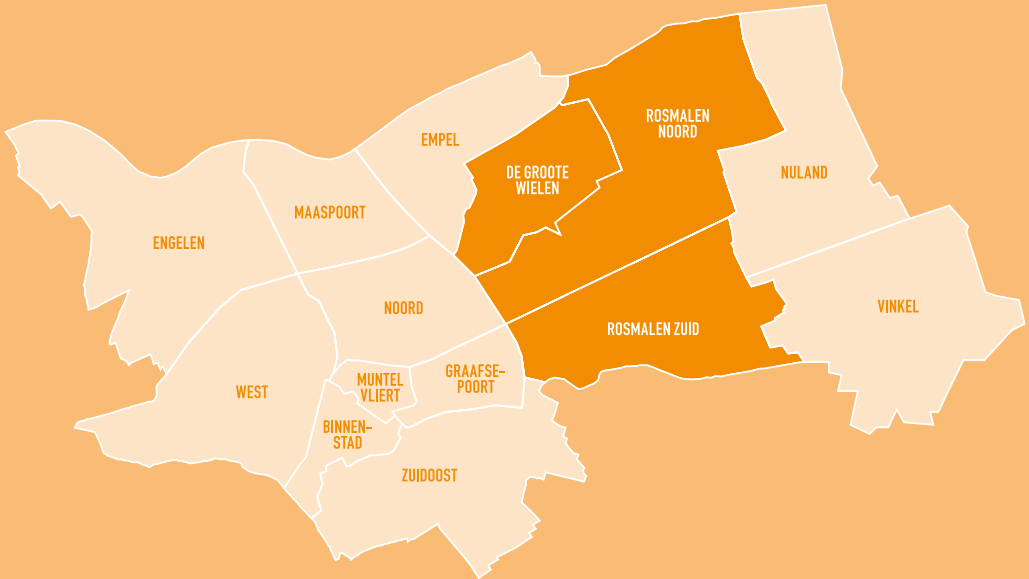 ROSMALEN
NOORD
EMPEL
DE GROOTE
WIELEN
NULAND
MAASPOORT
ENGELEN
NOORD
VINKEL
ROSMALEN ZUID
GRAAFSE-
POORT
MUNTEL
VLIERT
WEST
BINNEN-
STAD
ZUIDOOST